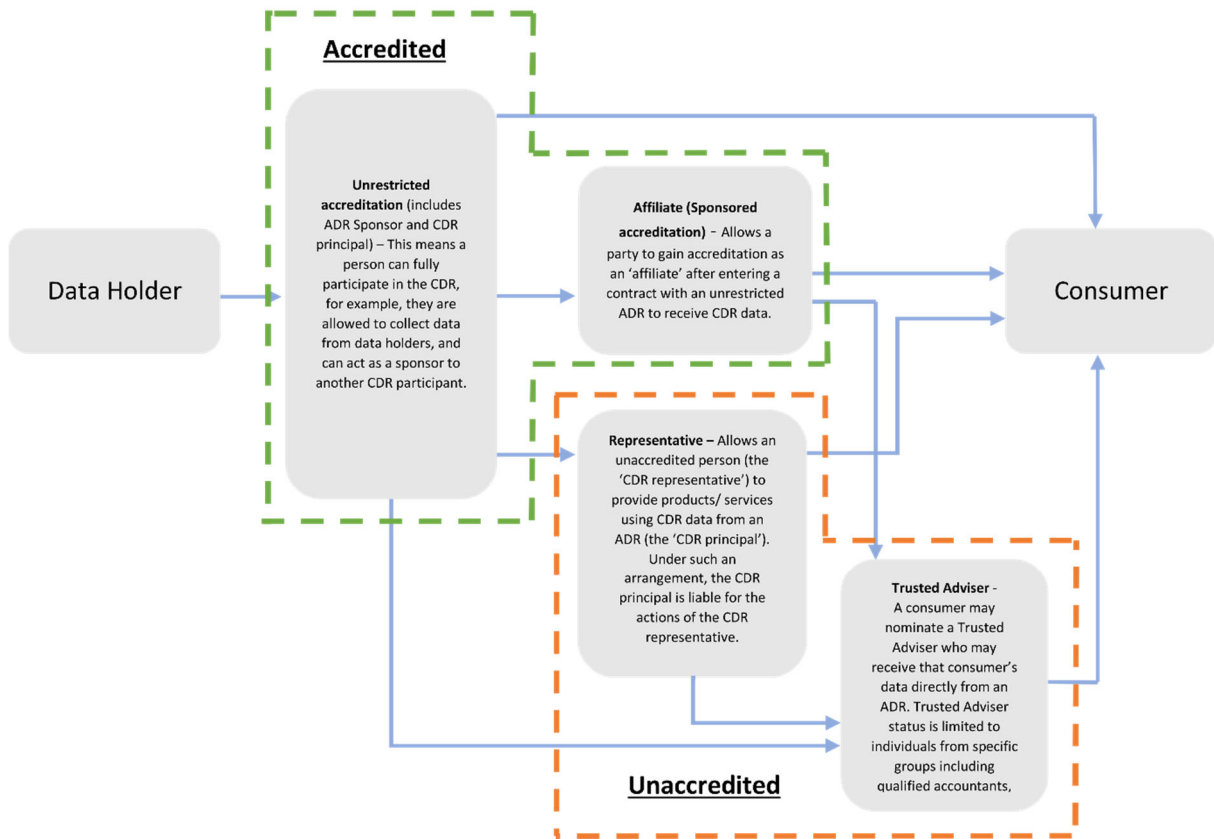 Accredited
Data Holder
Unrestricted
accreditation (includes
ADR Sponsor and CDR
principal) – This means a
person can fully
participate in the CDR,
for example, they are
allowed to collect data
from data holders, and
can act as a sponsor to
another CDR participant.
Affiliate (Sponsored
accreditation) - Allows a
party to gain accreditation as
an ‘affiliate’ after entering a
contract with an unrestricted
ADR to receive CDR data.
Consumer
Representative – Allows an
unaccredited person (the
‘CDR representative’) to
provide products/ services
using CDR data from an
ADR (the ‘CDR principal’).
Under such an
arrangement, the CDR
principal is liable for the
actions of the CDR
representative.
Trusted Adviser -
A consumer may
nominate a Trusted
Adviser who may
receive that consumer’s
data directly from an
ADR. Trusted Adviser
status is limited to
individuals from specific
groups including
qualified accountants,
Unaccredited